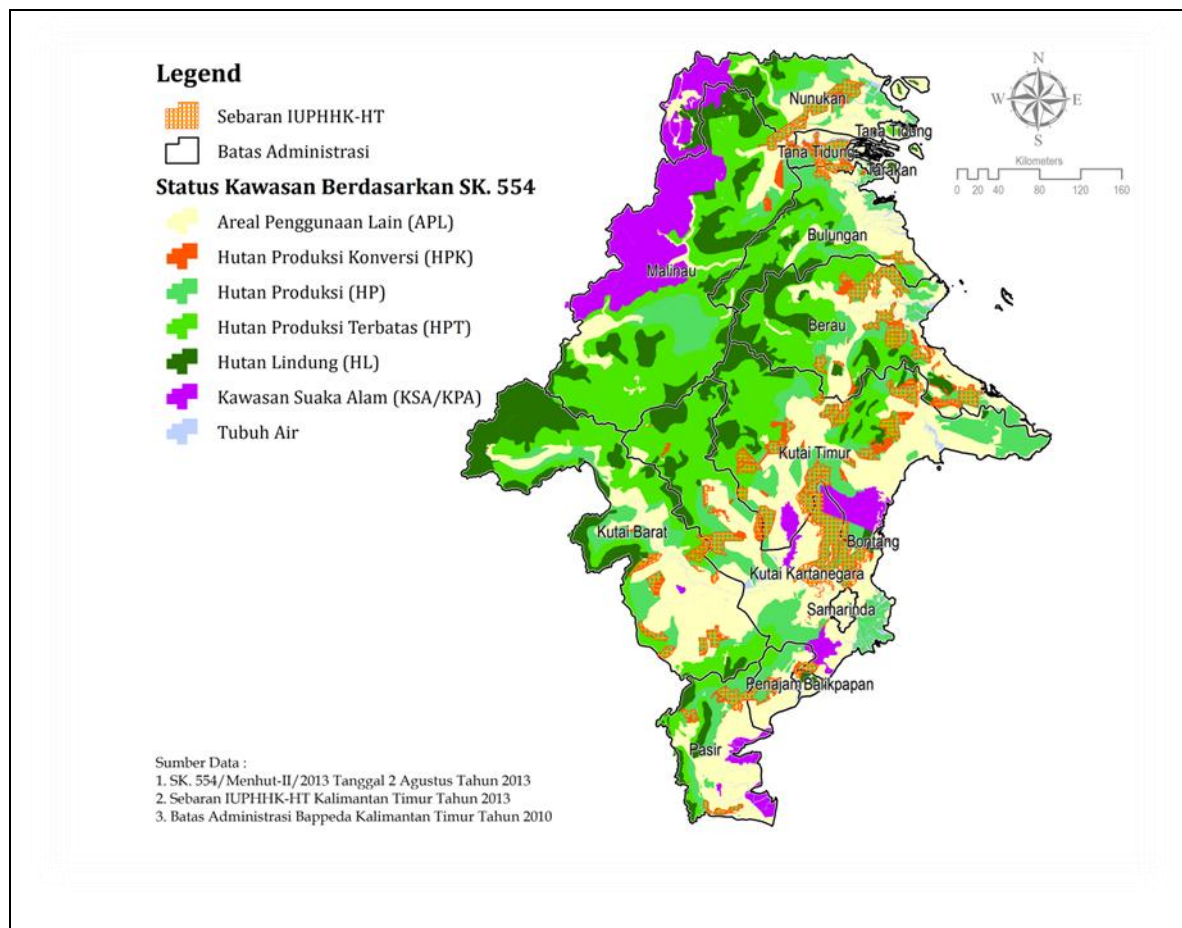 Legend
Sebaran IUPHHK-HT
Batas Administrasi
Status Kawasan Berdasarkan SK. 554
Areal Penggunaan Lain (APL)
Hutan Produksi Konversi (HPK)
Hutan Produksi (HP)
Hutan Produksi Terbatas (HPT)
Hutan Lindung (HL)
Kawasan Suaka Alam (KSA/KPA)
Tubuh Air
N
W E
S
Kilometers
0 20 40 80 120 160
Nunukan
Tana Tidung
Tana Tidung
Tarakan
Bulungan
Malinau
Berau
Kutai Timur
Kutai Barat
Bontang
Kutai Kartanegara
Samarinda
Penajam Balikpapan
Pasir
Sumber Data :
1. SK. 554/Menhut-II/2013 Tanggal 2 Agustus Tahun 2013
2. Sebaran IUPHHK-HT Kalimantan Timur Tahun 2013
3. Batas Administrasi Bappeda Kalimantan Timur Tahun 2010